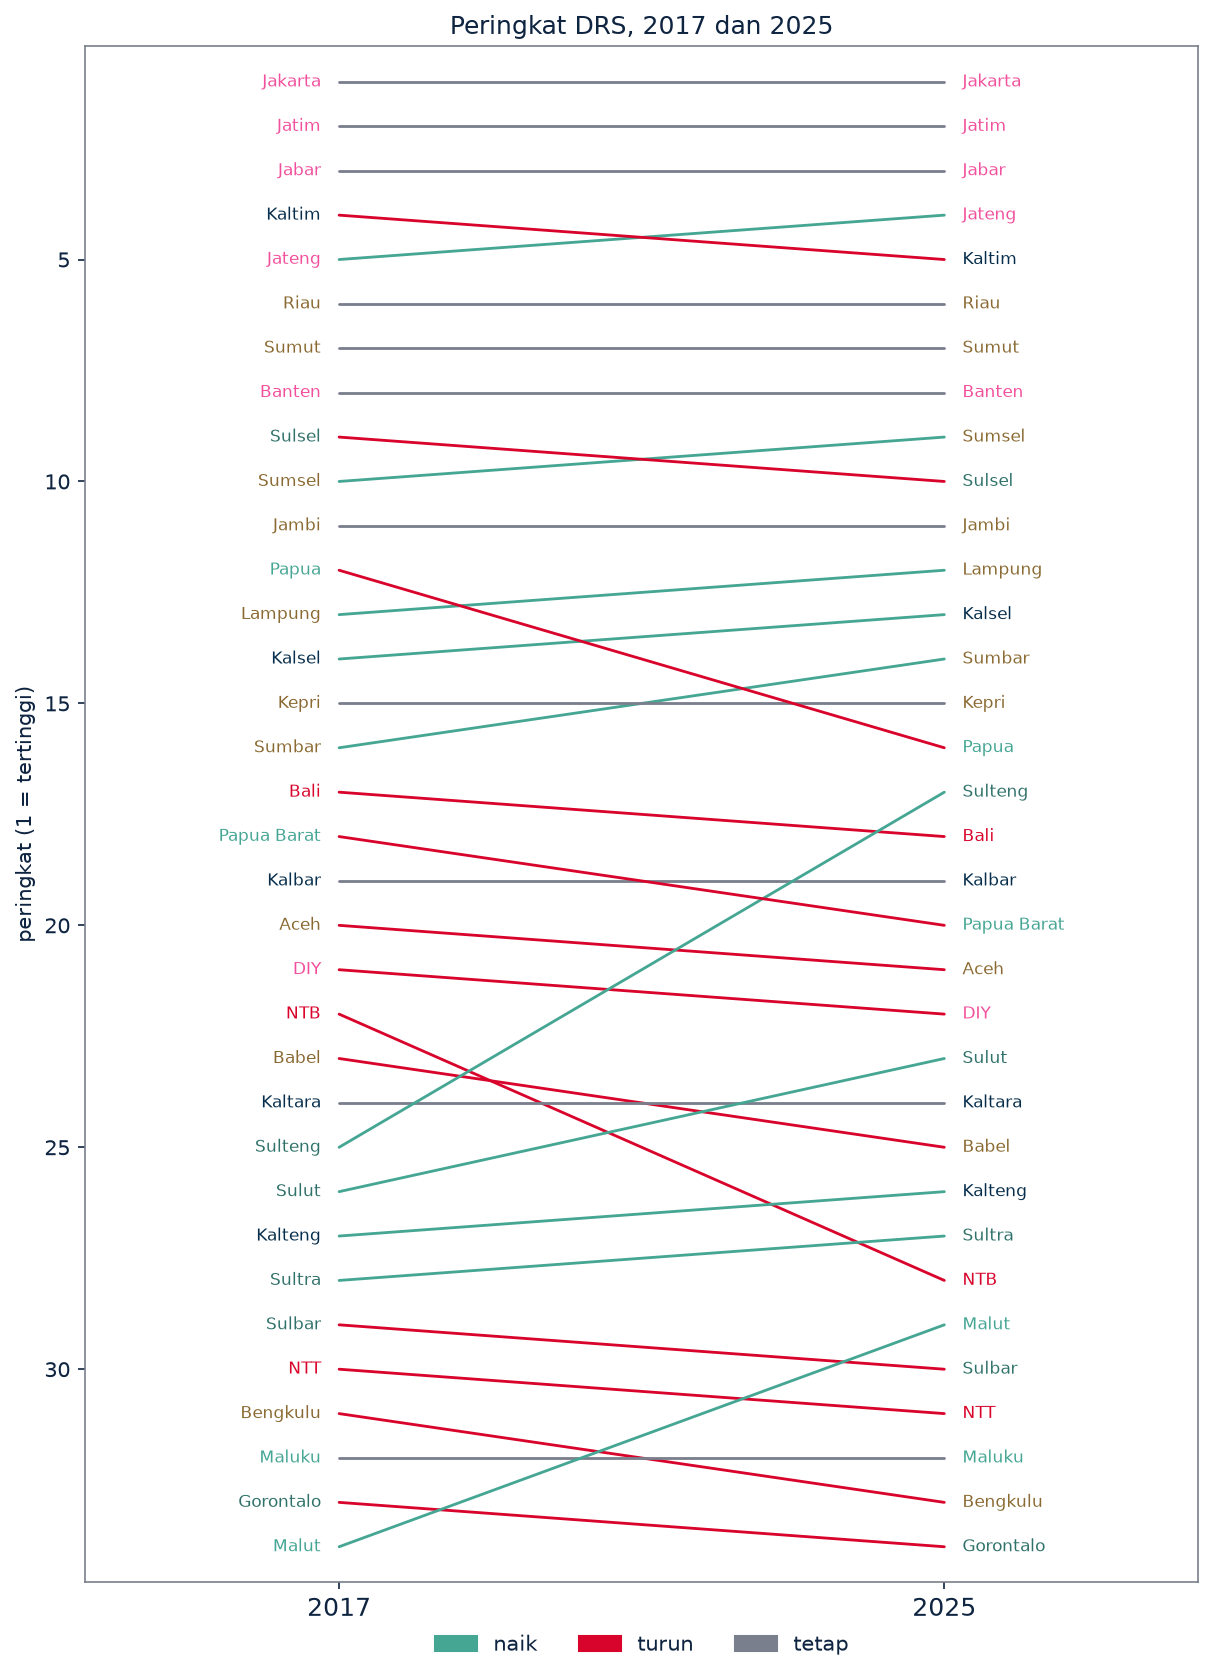 Peringkat DRS, 2017 dan 2025
Jakarta Jakarta
Jatim Jatim
Jabar Jabar
Kaltim Jateng
5 Jateng Kaltim
Riau Riau
Sumut Sumut
Banten Banten
Sulsel Sumsel
10 Sumsel Sulsel
Jambi Jambi
Papua Lampung
Lampung Kalsel
Kalsel Sumbar
15 Kepri Kepri
Sumbar Papua
Bali Sulteng
Papua Barat Bali
Kalbar Kalbar
20 Aceh Papua Barat
DIY Aceh
NTB DIY
Babel Sulut
Kaltara Kaltara
25 Sulteng Babel
Sulut Kalteng
Kalteng Sultra
Sultra NTB
Sulbar Malut
30 NTT Sulbar
Bengkulu NTT
Maluku Maluku
Gorontalo Bengkulu
Malut Gorontalo
peringkat (1 = tertinggi)
2017 2025
naik turun tetap